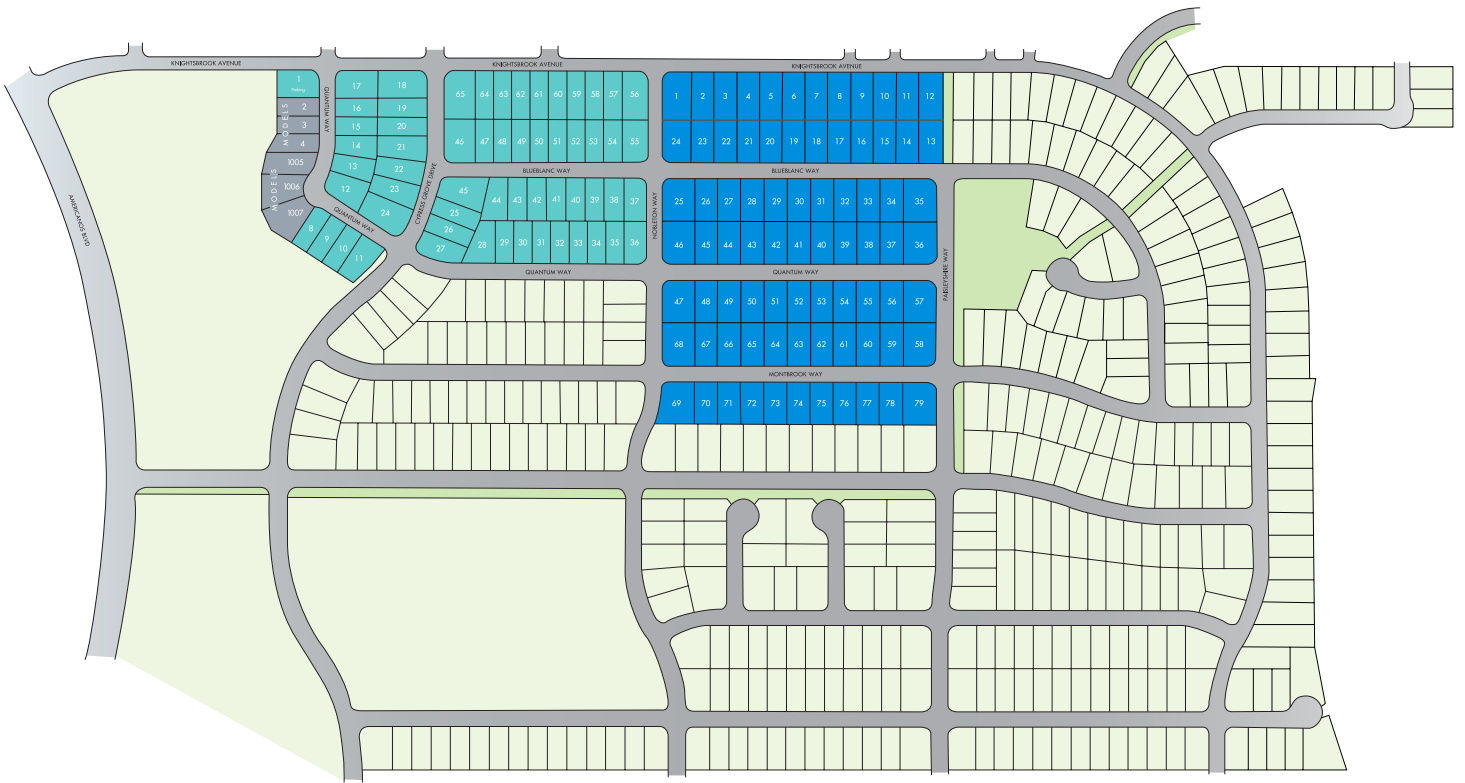 KNIGHTSBROOK AVENUE
KNIGHTSBROOK AVENUE
KNIGHTSBROOK AVENUE
1
Parking
2
3
4
MODELS
1005
1006
1007
MODELS
8
9
10
11
QUANTUM WAY
QUANTUM WAY
17 18
16 19
15 20
14 21
13 22
12 23
24
CYPRESS GROVE DRIVE
65 64 63 62 61 60 59 58 57 56
46 47 48 49 50 51 52 53 54 55
BLUEBLANC WAY
45 44 43 42 41 40 39 38 37
25
26
27 28 29 30 31 32 33 34 35 36
QUANTUM WAY
NOBLETON WAY
1 2 3 4 5 6 7 8 9 10 11 12
24 23 22 21 20 19 18 17 16 15 14 13
BLUEBLANC WAY
25 26 27 28 29 30 31 32 33 34 35
46 45 44 43 42 41 40 39 38 37 36
QUANTUM WAY
47 48 49 50 51 52 53 54 55 56 57
68 67 66 65 64 63 62 61 60 59 58
MONTBROOK WAY
69 70 71 72 73 74 75 76 77 78 79
PAISLEYSHIRE WAY
AMERICANOS BLVD